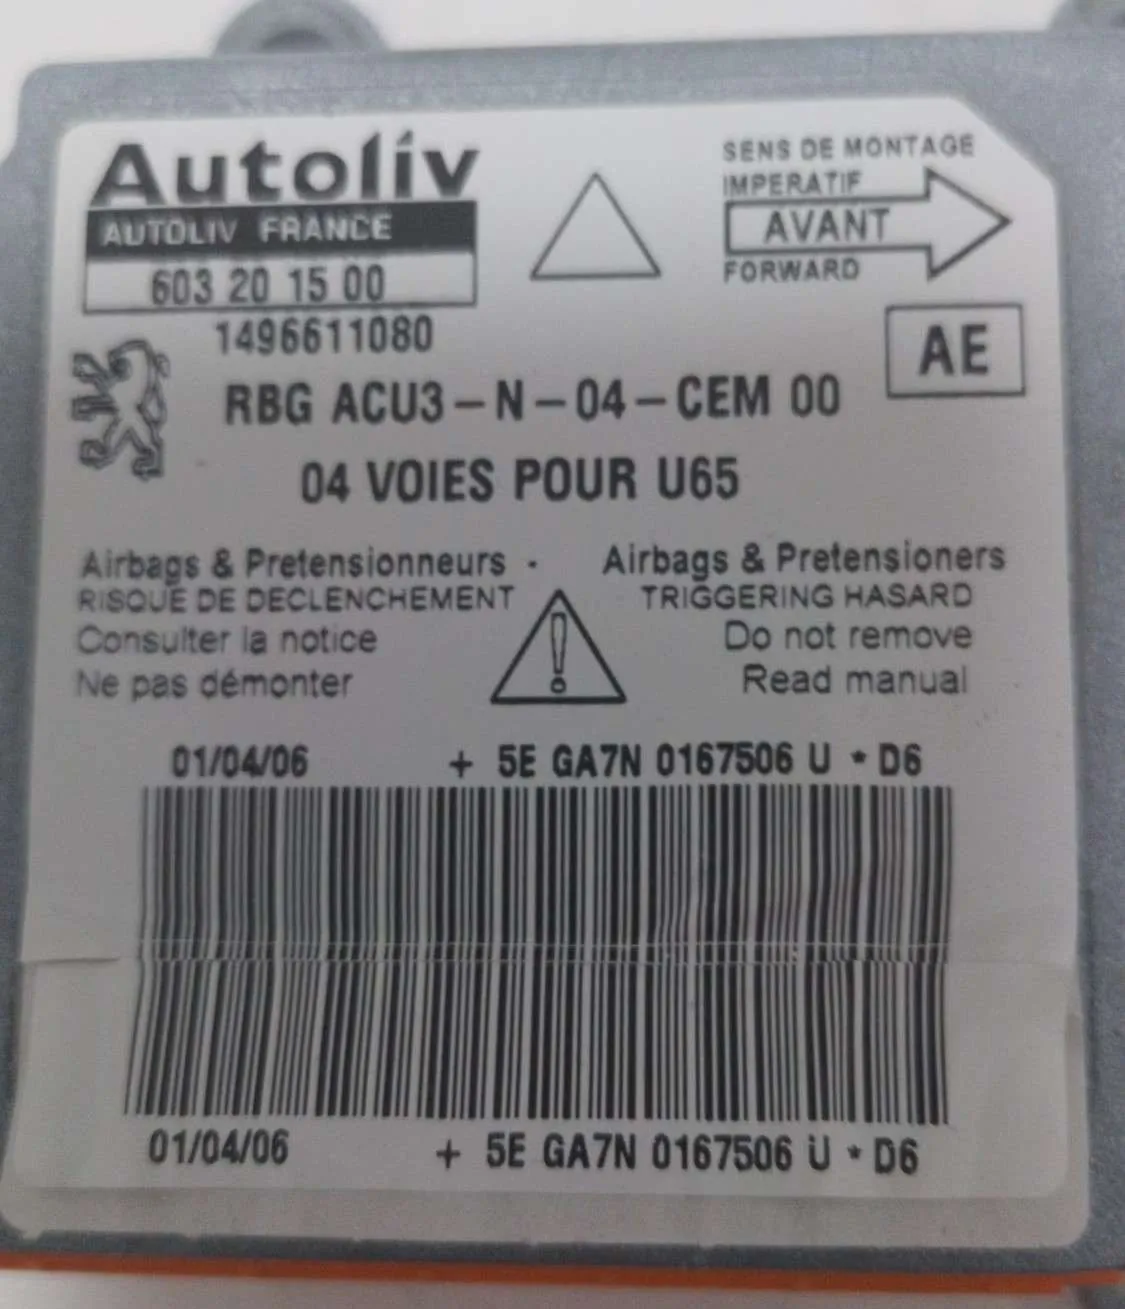 Autoliv
AUTOLIV FRANCE
603 20 15 00
1496611080
SENS DE MONTAGE
IMPERATIF
AVANT
FORWARD
AE
RBG ACU3-N-04-CEM 00
04 VOIES POUR U65
Airbags & Pretensionneurs -
RISQUE DE DECLENCHEMENT
Consulter la notice
Ne pas démonter
Airbags & Pretensioners
TRIGGERING HASARD
Do not remove
Read manual
01/04/06 + 5E GA7N 0167506 U * D6
01/04/06 + 5E GA7N 0167506 U * D6